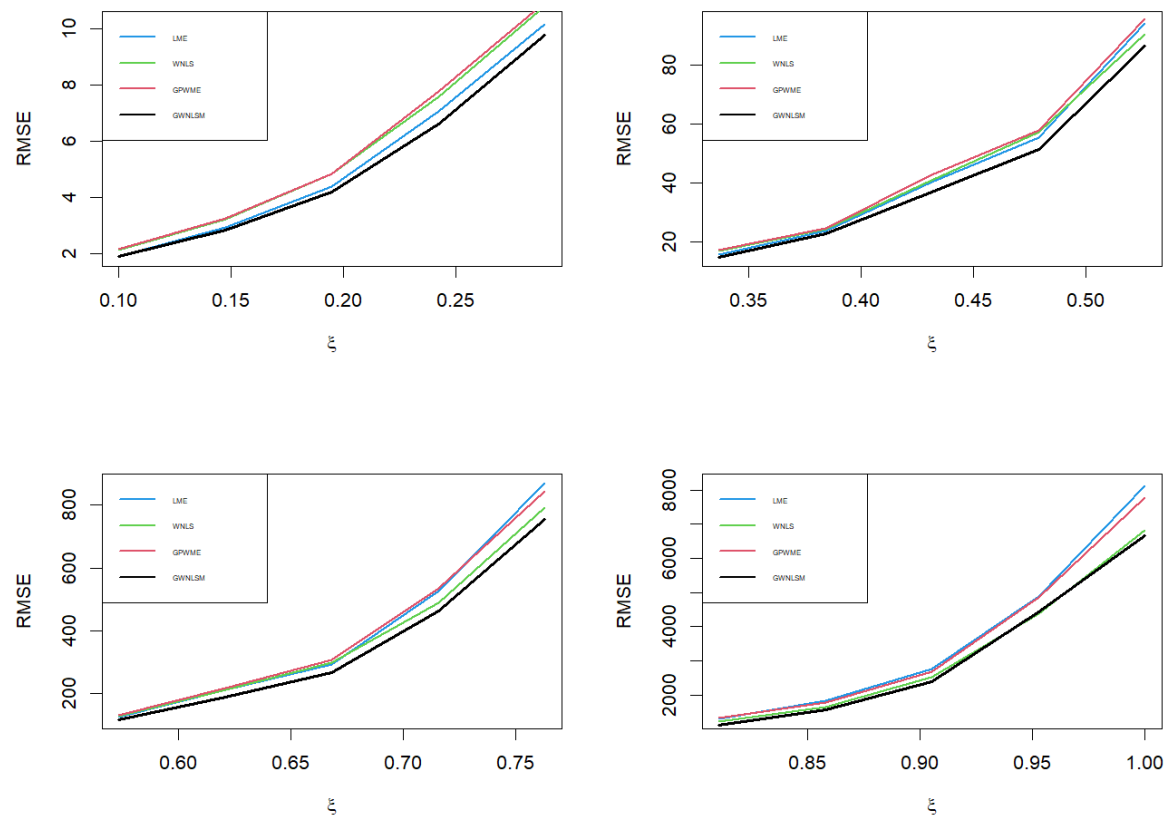 RMSE
10
8
6
4
2
LME
WNLS
GPWME
GWNLSM
0.10 0.15 0.20 0.25
ξ
RMSE
80
60
40
20
LME
WNLS
GPWME
GWNLSM
0.35 0.40 0.45 0.50
ξ
RMSE
800
600
400
200
LME
WNLS
GPWME
GWNLSM
0.60 0.65 0.70 0.75
ξ
RMSE
8000
6000
4000
2000
LME
WNLS
GPWME
GWNLSM
0.85 0.90 0.95 1.00
ξ